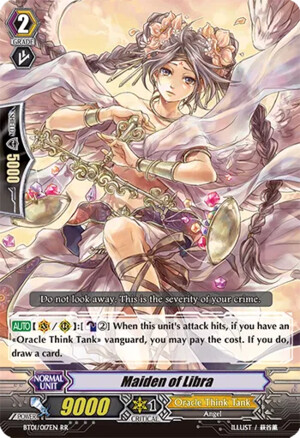 2
GRADE
SHIELD
5000
Do not look away. This is the severity of your crime.
AUTO [ / ]:[ ②] When this unit's attack hits, if you have an
«Oracle Think Tank» vanguard, you may pay the cost. If you do,
draw a card.
NORMAL UNIT
Maiden of Libra
POWER
9000
1
CRITICAL
Oracle Think Tank
Angel
BT01/017EN RR
ILLUST / 萩谷薫